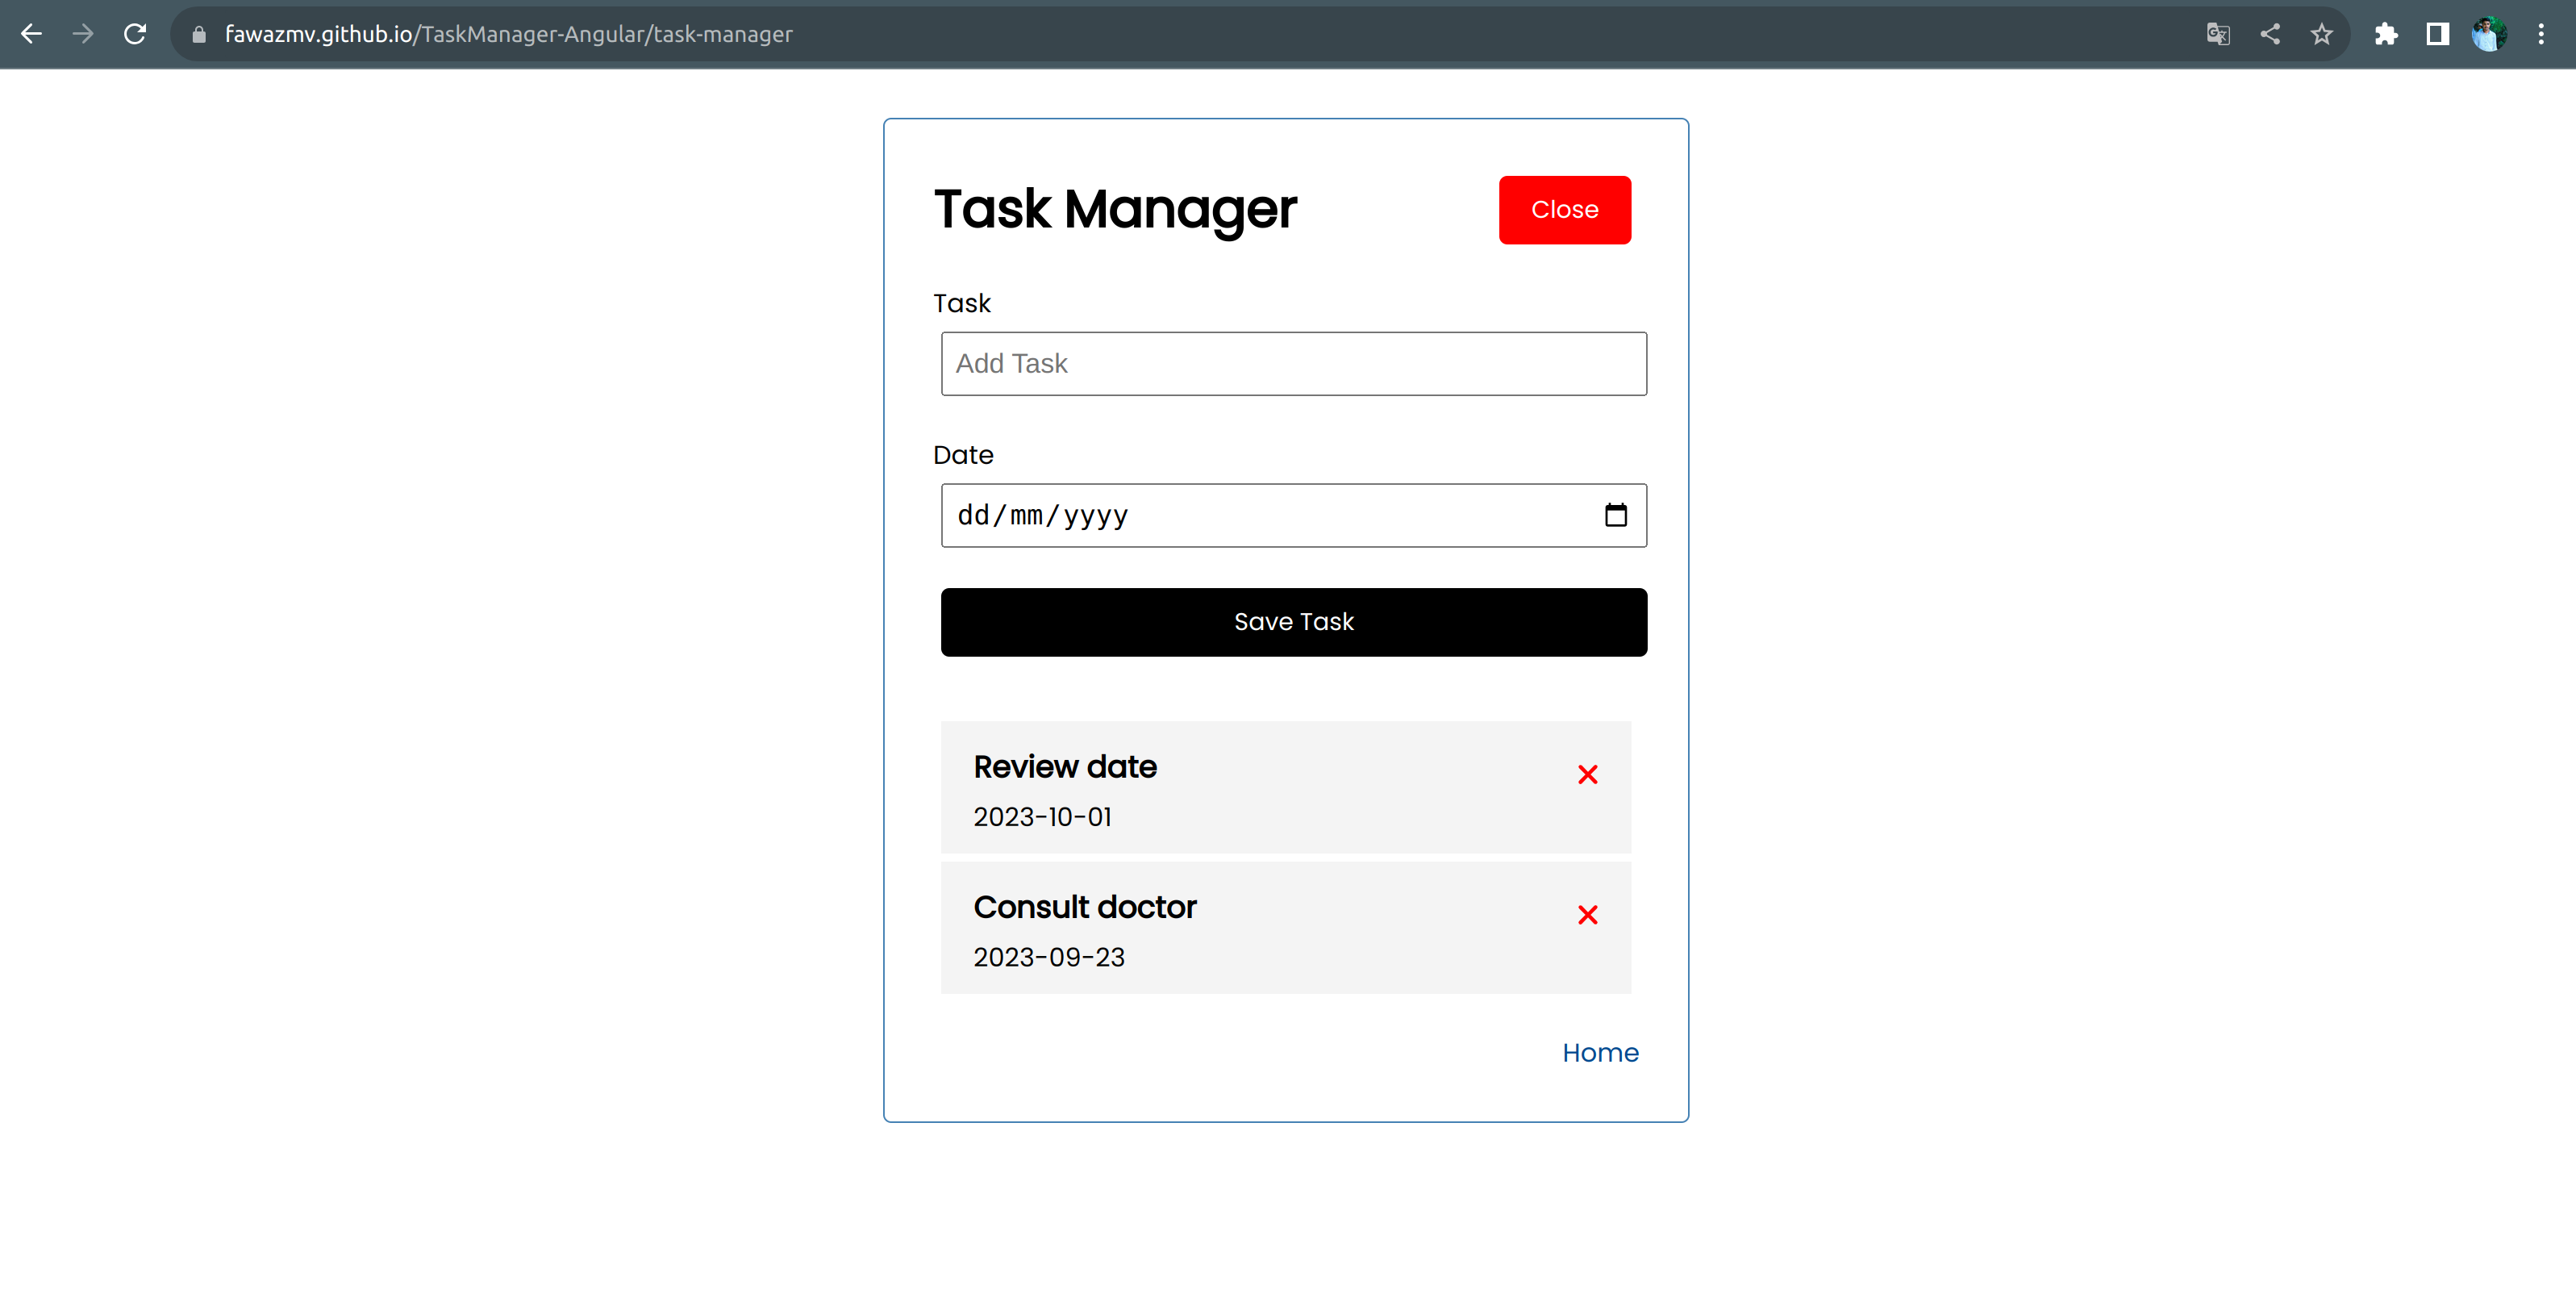 fawazmv.github.io/TaskManager-Angular/task-manager
Task Manager
Close
Task
Add Task
Date
dd/mm/yyyy
Save Task
Review date
2023-10-01
Consult doctor
2023-09-23
Home